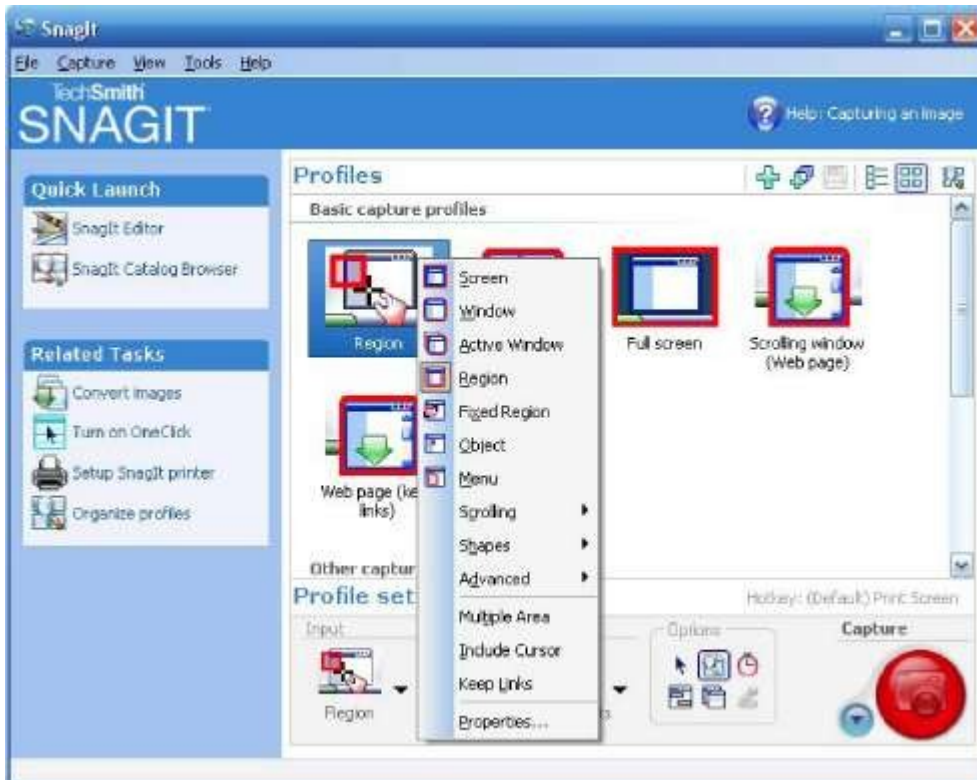 SnagIt
File Capture View Tools Help
TechSmith
SNAGIT
Help: Capturing an Image
Quick Launch
SnagIt Editor
SnagIt Catalog Browser
Related Tasks
Convert images
Turn on OneClick
Setup SnagIt printer
Organize profiles
Profiles
Basic capture profiles
Region
Full screen
Scrolling window
(Web page)
Web page (ke
links)
Other captur
Screen
Window
Active Window
Region
Fixed Region
Object
Menu
Scrolling
Shapes
Advanced
Multiple Area
Include Cursor
Keep Links
Properties...
Profile set
Hotkey: (Default) Print Screen
Input
Region
Options
Capture